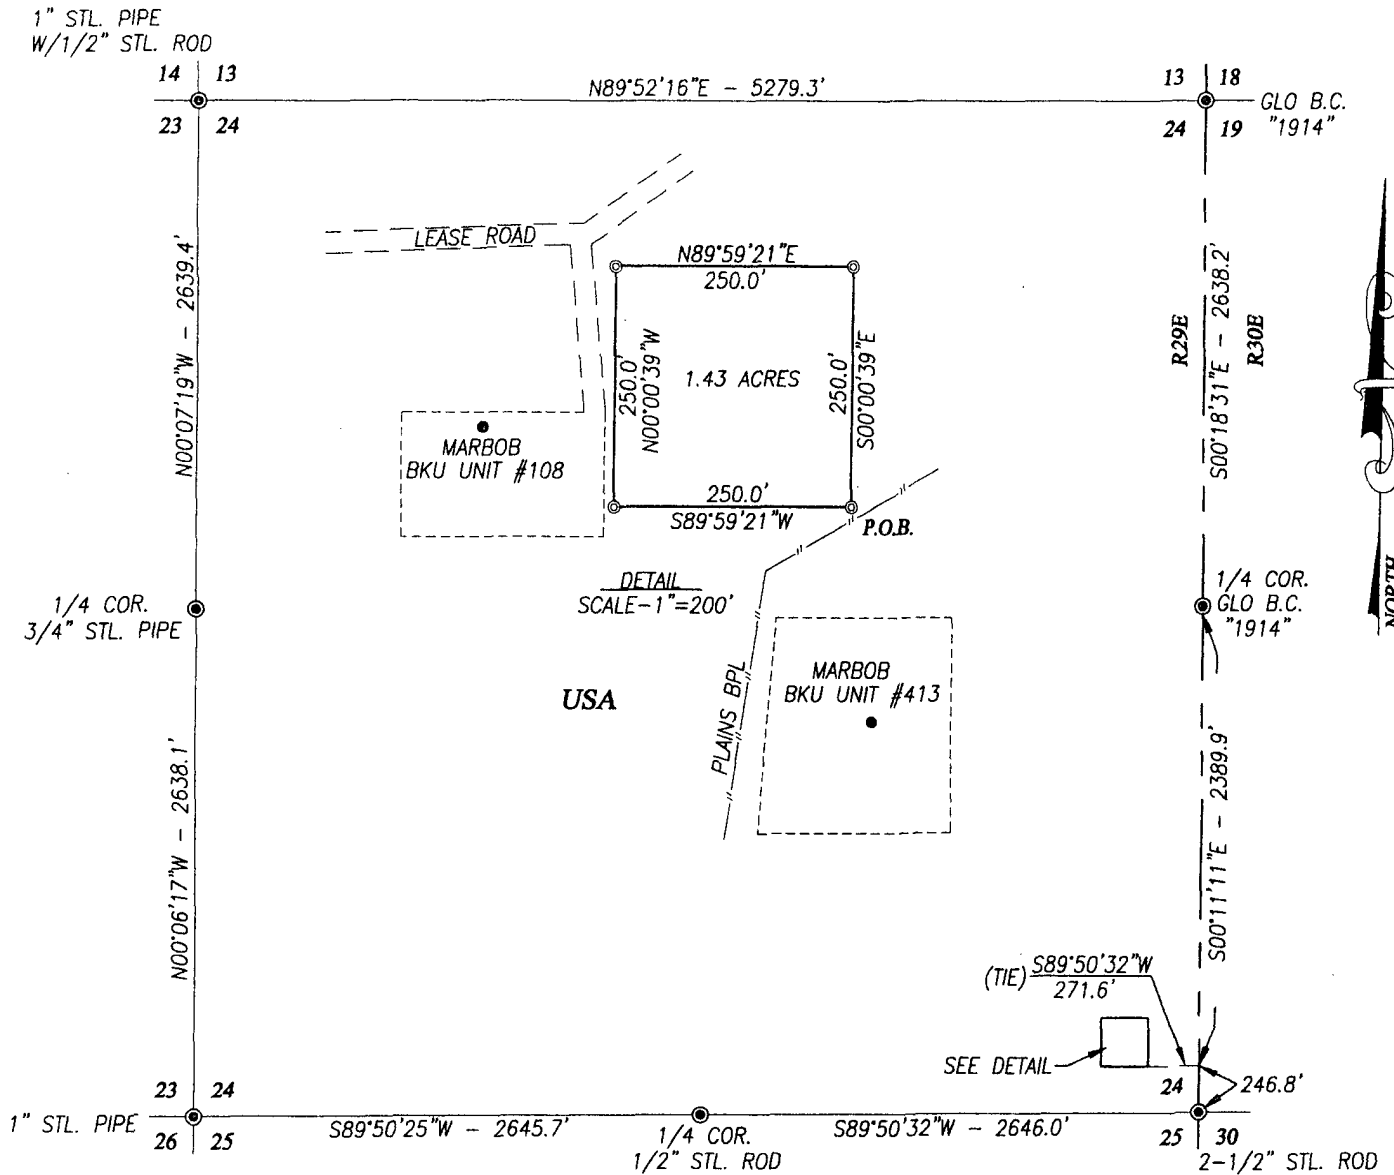 1" STL. PIPE
W/1/2" STL. ROD
14 13
23 24
N89°52'16"E - 5279.3'
13 18
24 19
GLO B.C.
"1914"
LEASE ROAD
N89°59'21"E
250.0'
250.0'
N00°00'39"W
1.43 ACRES
250.0'
S00°00'39"E
250.0'
S89°59'21"W
P.O.B.
MARBOB
BKU UNIT #108
N00°07'19"W - 2639.4'
R29E
S00°18'31"E - 2638.2'
R30E
NORTH
DETAIL
SCALE-1"=200'
1/4 COR.
3/4" STL. PIPE
1/4 COR.
GLO B.C.
"1914"
USA
PLAINS BPL
MARBOB
BKU UNIT #413
N00°06'17"W - 2638.1'
S00°11'11"E - 2389.9'
(TIE) S89°50'32"W
271.6'
SEE DETAIL
24
246.8'
23 24
26 25
1" STL. PIPE
S89°50'25"W - 2645.7'
1/4 COR.
1/2" STL. ROD
S89°50'32"W - 2646.0'
25 30
2-1/2" STL. ROD